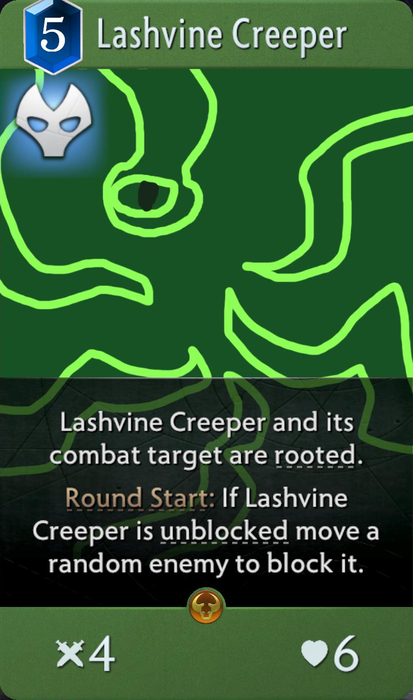 5 Lashvine Creeper
Lashvine Creeper and its
combat target are rooted.
Round Start: If Lashvine
Creeper is unblocked move a
random enemy to block it.
4 6